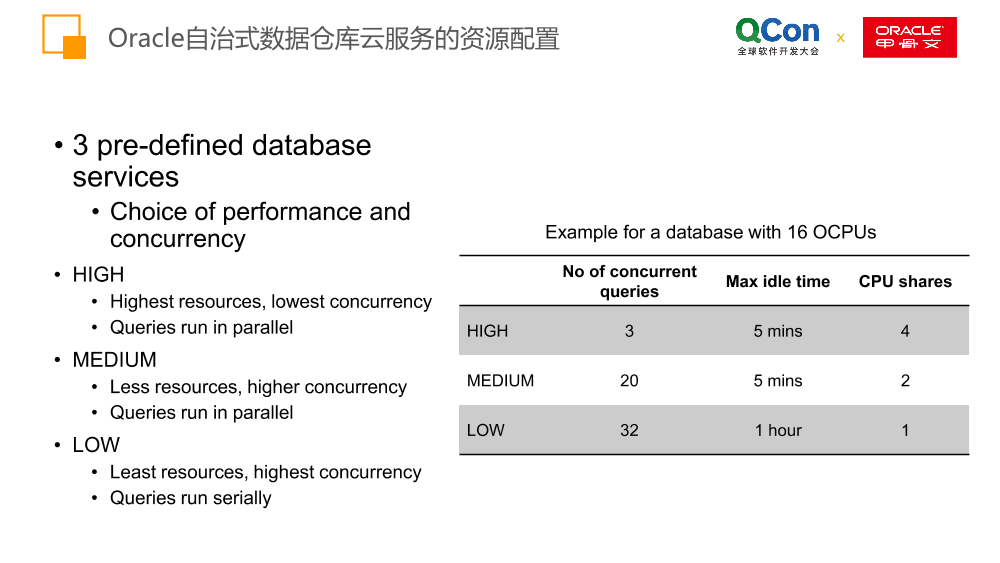 Oracle自治式数据仓库云服务的资源配置
QCon
全球软件开发大会
x
ORACLE
甲骨文
• 3 pre-defined database
services
• Choice of performance and
concurrency
• HIGH
• Highest resources, lowest concurrency
• Queries run in parallel
• MEDIUM
• Less resources, higher concurrency
• Queries run in parallel
• LOW
• Least resources, highest concurrency
• Queries run serially
Example for a database with 16 OCPUs
No of concurrent queries Max idle time CPU shares
HIGH 3 5 mins 4
MEDIUM 20 5 mins 2
LOW 32 1 hour 1